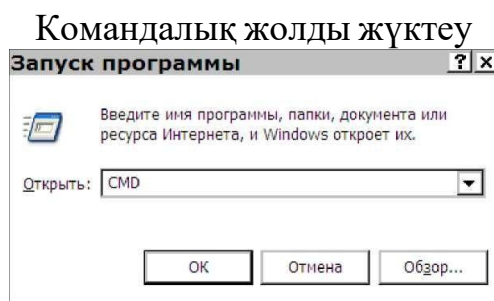 Командалық жолды жүктеу
Запуск программы ? x
Введите имя программы, папки, документа или
ресурса Интернета, и Windows откроет их.
Открыть: CMD
ОК Отмена Обзор...